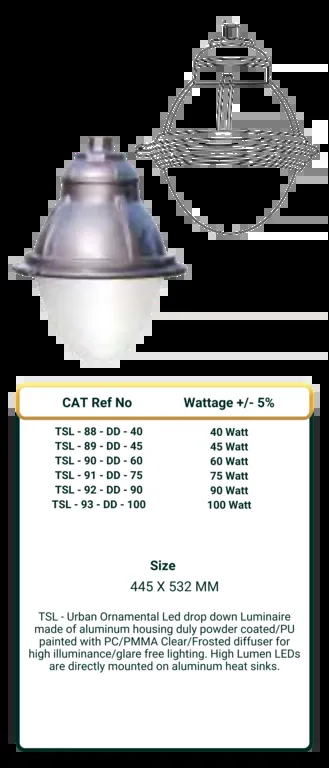 CAT Ref No Wattage +/- 5%
TSL - 88 - DD - 40 40 Watt
TSL - 89 - DD - 45 45 Watt
TSL - 90 - DD - 60 60 Watt
TSL - 91 - DD - 75 75 Watt
TSL - 92 - DD - 90 90 Watt
TSL - 93 - DD - 100 100 Watt
Size
445 X 532 MM
TSL - Urban Ornamental Led drop down Luminaire
made of aluminum housing duly powder coated/PU
painted with PC/PMMA Clear/Frosted diffuser for
high illuminance/glare free lighting. High Lumen LEDs
are directly mounted on aluminum heat sinks.